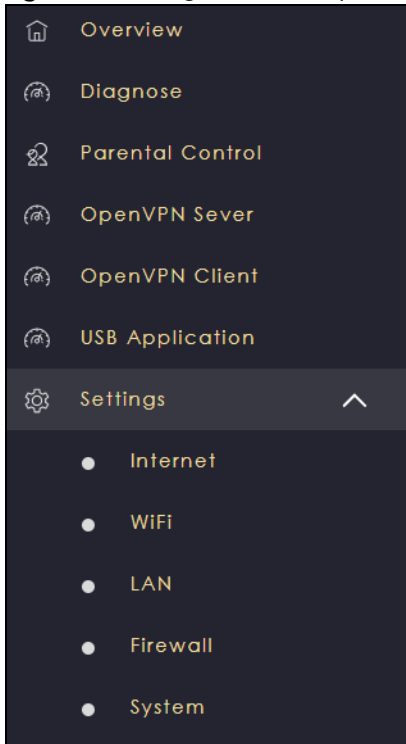 Overview
Diagnose
Parental Control
OpenVPN Sever
OpenVPN Client
USB Application
Settings
Internet
WiFi
LAN
Firewall
System